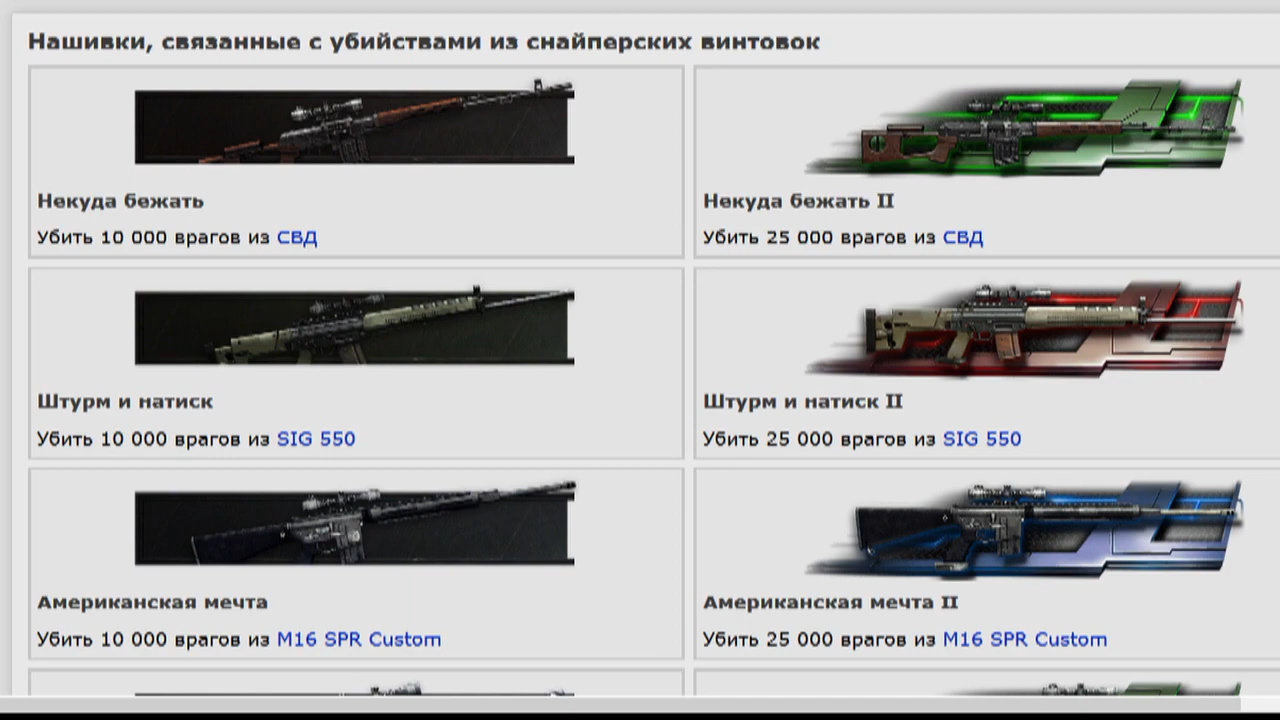 Нашивки, связанные с убийствами из снайперских винтовок
Некуда бежать
Убить 10 000 врагов из СВД
Некуда бежать II
Убить 25 000 врагов из СВД
Штурм и натиск
Убить 10 000 врагов из SIG 550
Штурм и натиск II
Убить 25 000 врагов из SIG 550
Американская мечта
Убить 10 000 врагов из M16 SPR Custom
Американская мечта II
Убить 25 000 врагов из M16 SPR Custom